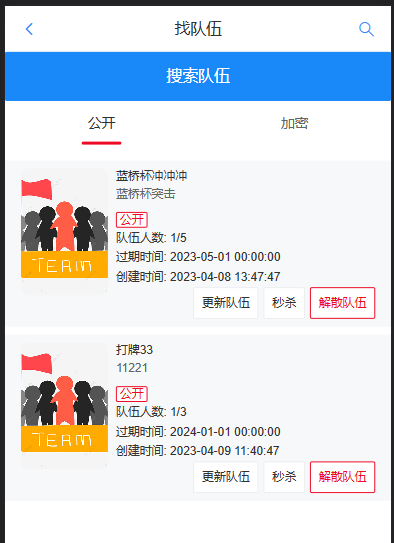 找队伍
搜索队伍
公开 加密
蓝桥杯冲冲冲
蓝桥杯突击
公开
队伍人数: 1/5
过期时间: 2023-05-01 00:00:00
创建时间: 2023-04-08 13:47:47
TEAM
更新队伍 秒杀 解散队伍
打牌33
11221
公开
队伍人数: 1/3
过期时间: 2024-01-01 00:00:00
创建时间: 2023-04-09 11:40:47
TEAM
更新队伍 秒杀 解散队伍